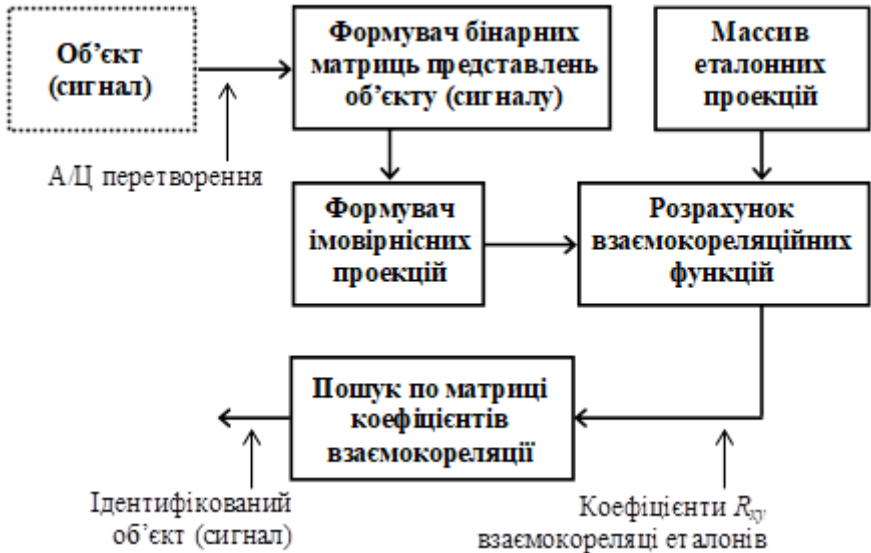 Об’єкт
(сигнал)
Формувач бінарних
матриць представлень
об’єкту (сигналу)
Массив
еталонних
проекцій
А/Ц перетворення
Формувач
імовірнісних
проекцій
Розрахунок
взаємокореляційних
функцій
Пошук по матриці
коефіцієнтів
взаємокореляції
Ідентифікований
об’єкт (сигнал)
Коефіцієнти Rxy
взаємокореляці еталонів